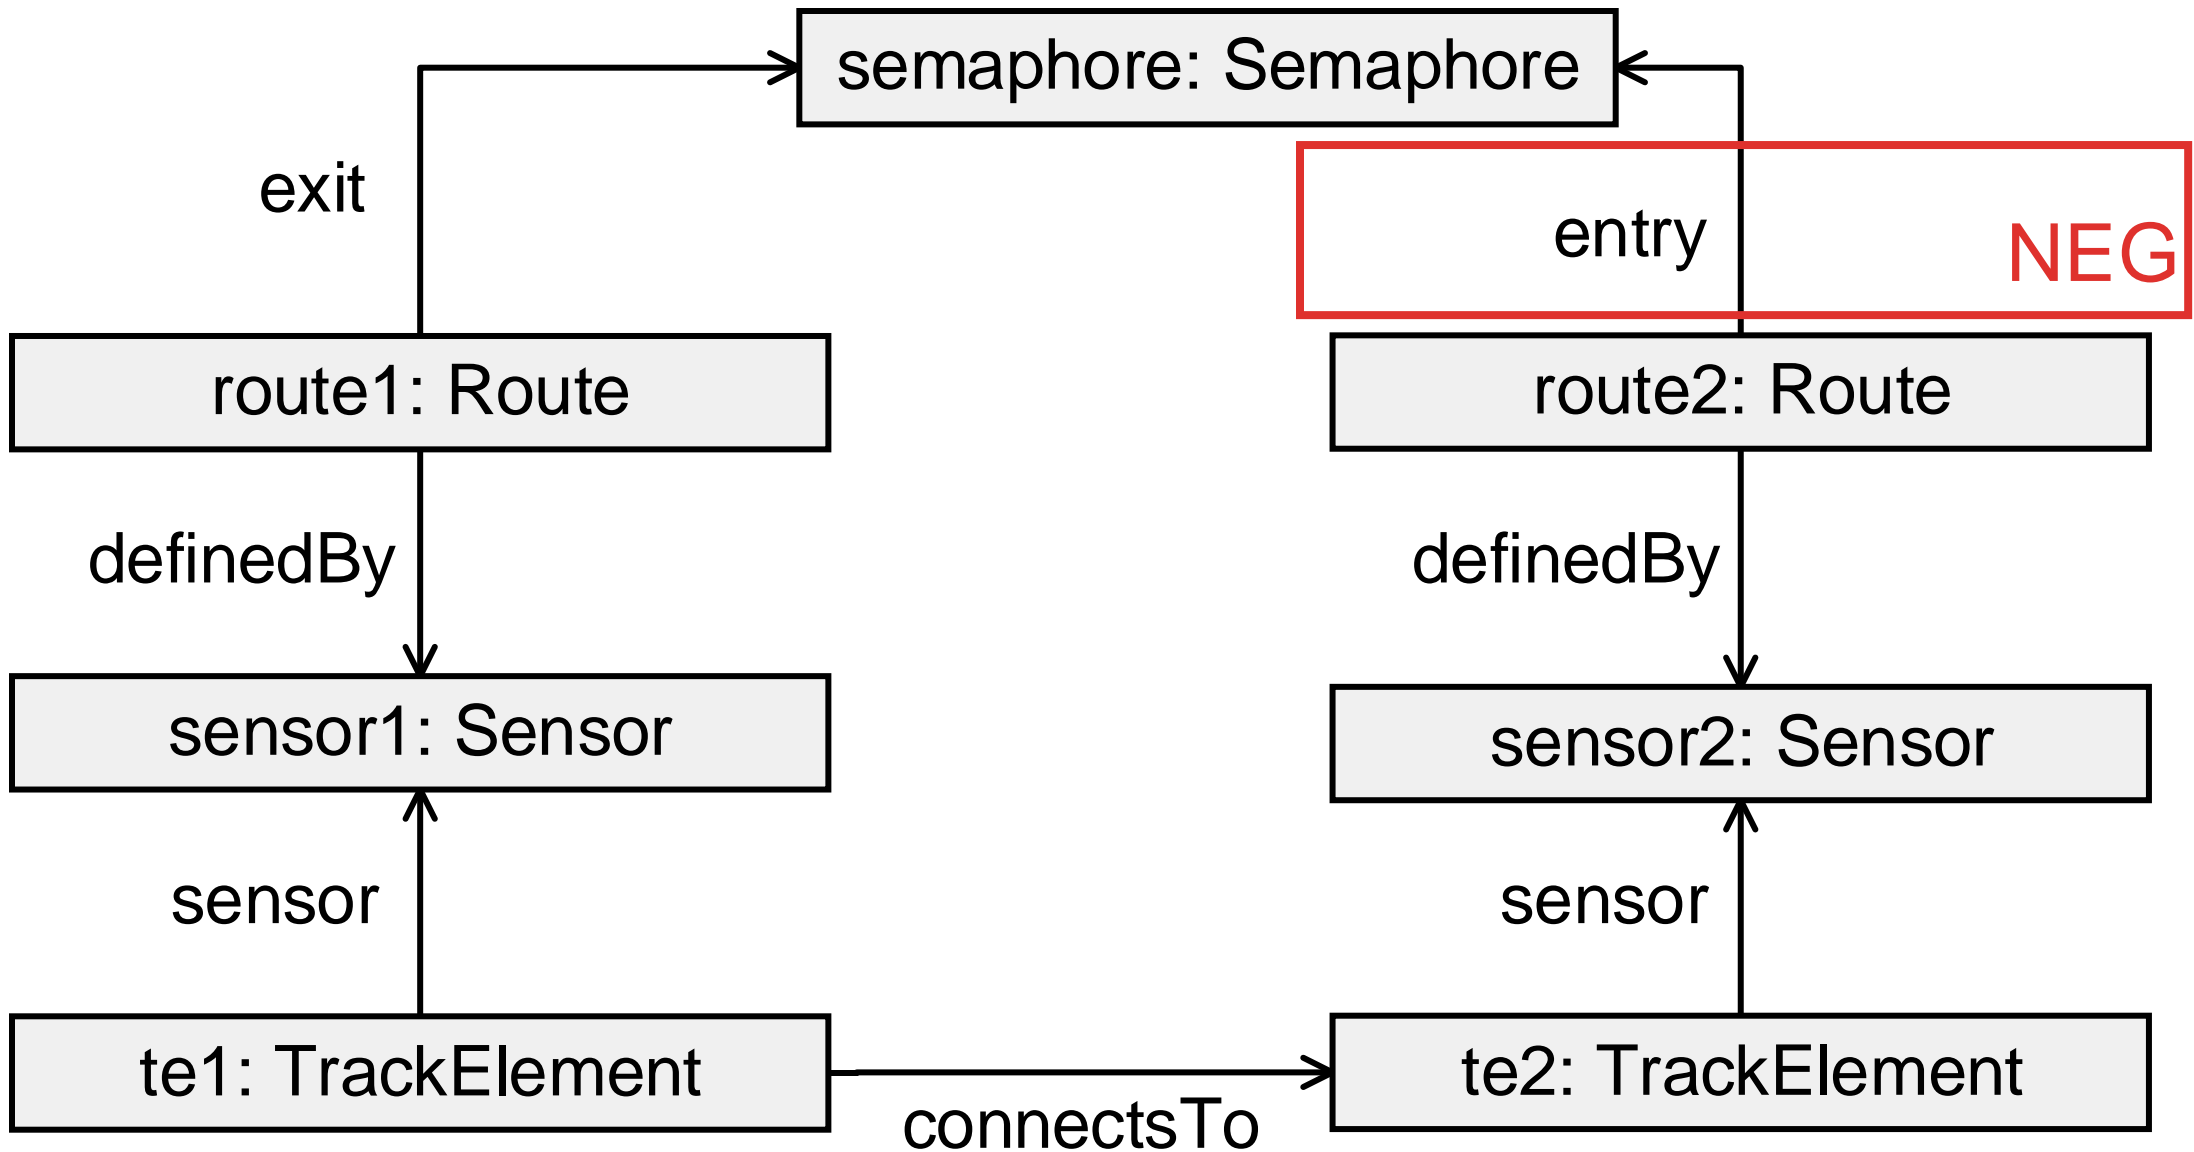 semaphore: Semaphore
exit
entry
NEG
route1: Route
route2: Route
definedBy
definedBy
sensor1: Sensor
sensor2: Sensor
sensor
sensor
te1: TrackElement
te2: TrackElement
connectsTo